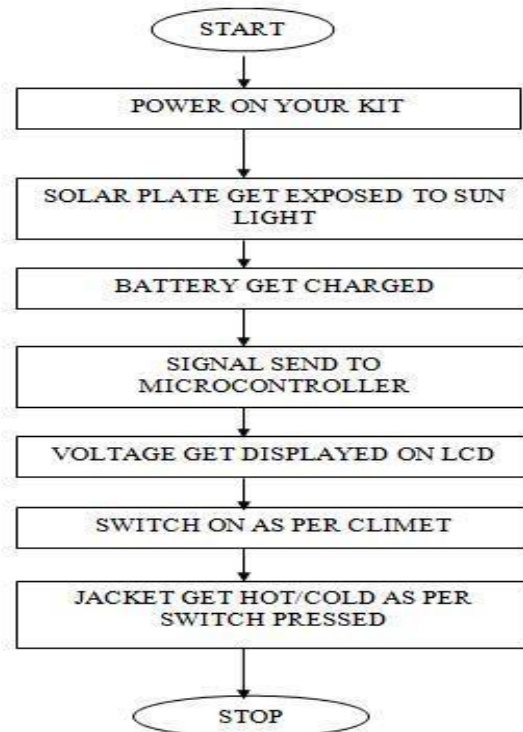 START
POWER ON YOUR KIT
SOLAR PLATE GET EXPOSED TO SUN
LIGHT
BATTERY GET CHARGED
SIGNAL SEND TO
MICROCONTROLLER
VOLTAGE GET DISPLAYED ON LCD
SWITCH ON AS PER CLIMET
JACKET GET HOT/COLD AS PER
SWITCH PRESSED
STOP